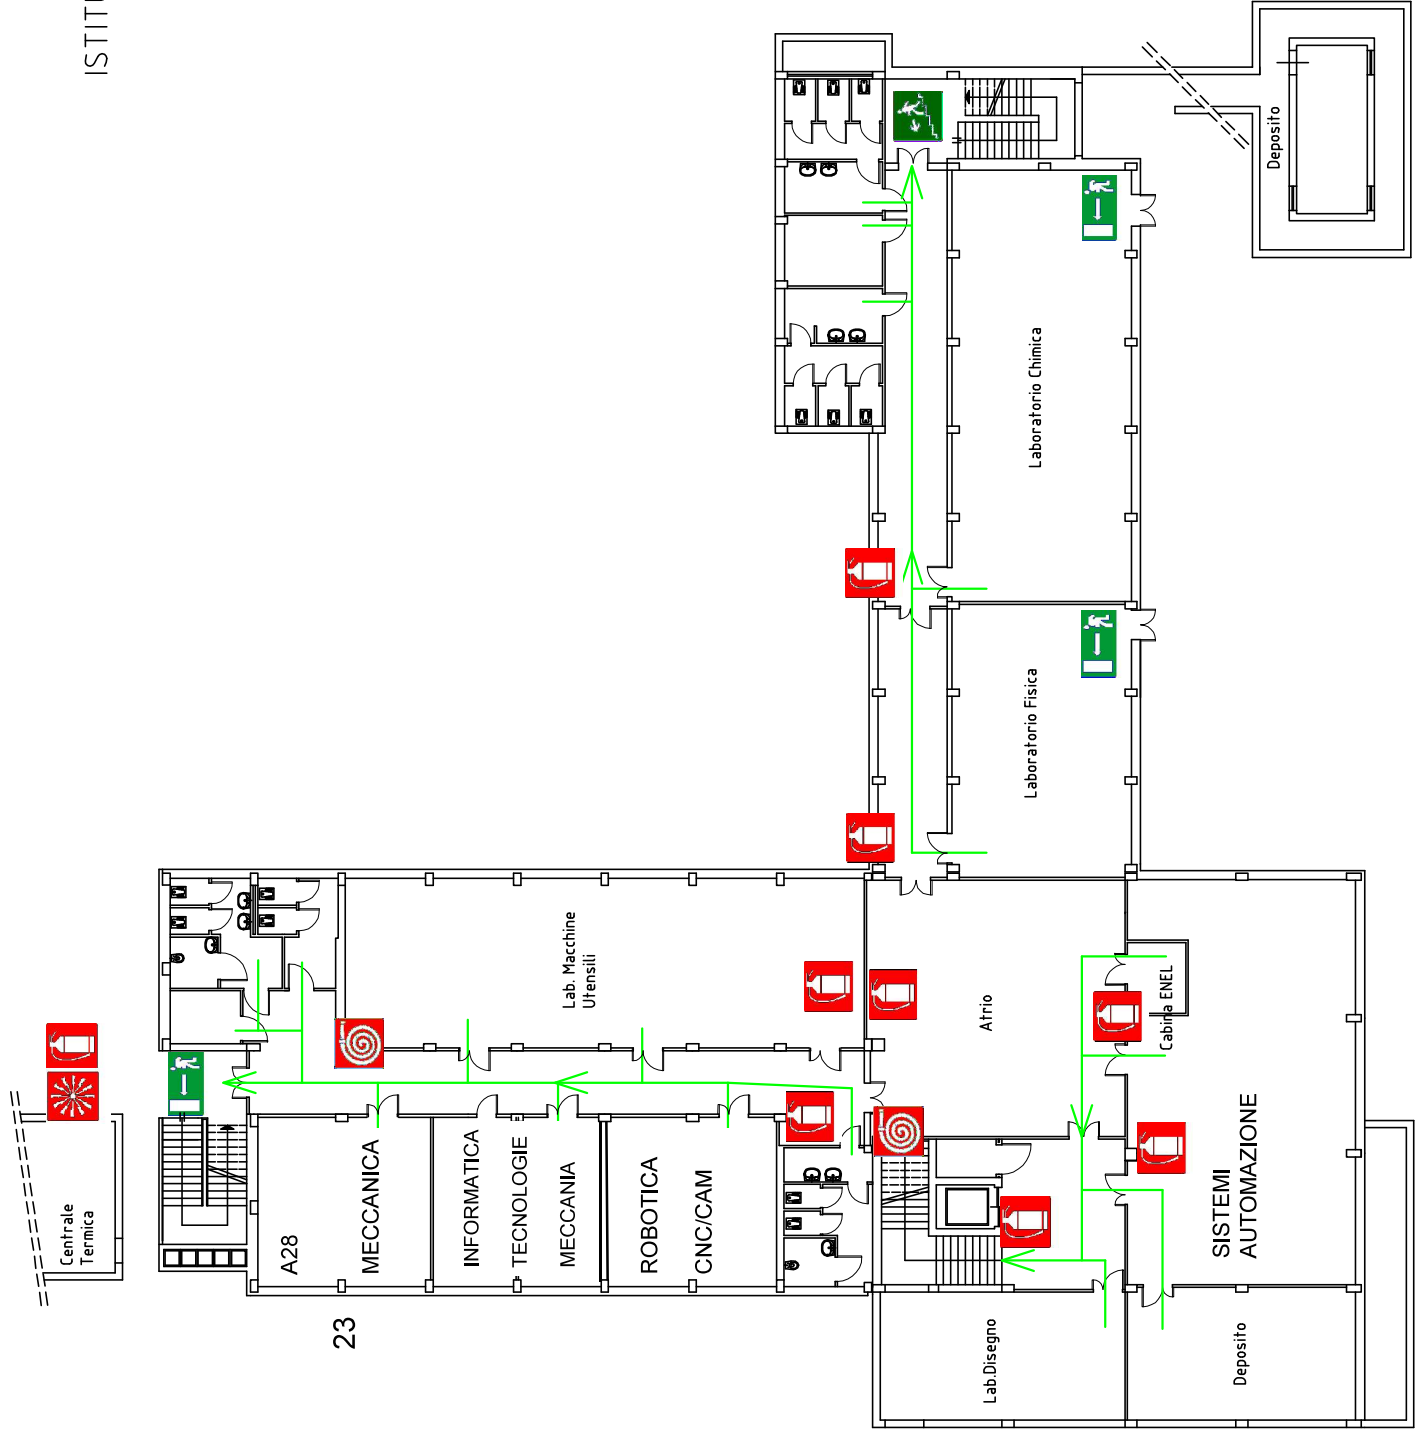 ISTIT
Centrale
Termica
23
A28
MECCANICA
INFORMATICA
TECNOLOGIE
MECCANIA
ROBOTICA
CNC/CAM
Lab. Macchine
Utensili
Atrio
Cabina ENEL
SISTEMI
AUTOMAZIONE
Lab.Disegno
Deposito
Laboratorio Fisica
Laboratorio Chimica
Deposito